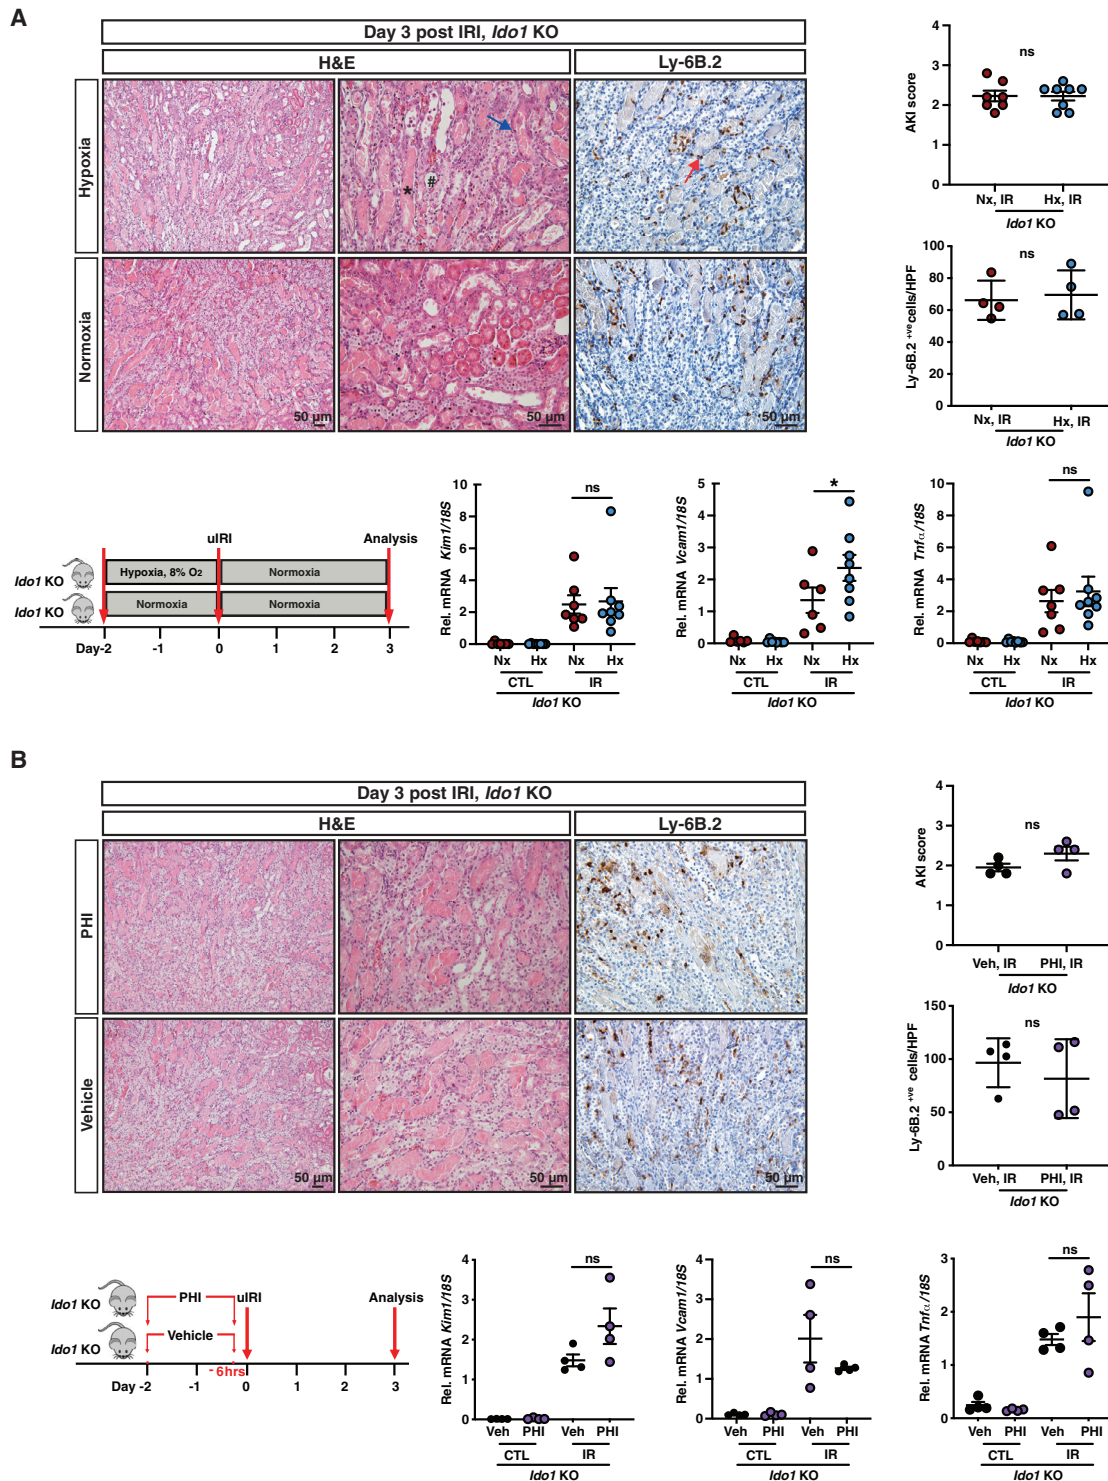 A
Day 3 post IRI, Ido1 KO
H&E
Ly-6B.2
Hypoxia
*
#
Normoxia
50 µm
50 µm
50 µm
AKI score
4
3
2
1
0
ns
Nx, IR
Hx, IR
Ido1 KO
Ly-6B.2 +ve cells/HPF
100
80
60
40
20
0
ns
Nx, IR
Hx, IR
Ido1 KO
uIRI
Analysis
Ido1 KO
Hypoxia, 8% O2
Normoxia
Ido1 KO
Normoxia
Normoxia
Day-2
-1
0
1
2
3
Rel. mRNA Kim1/18S
10
8
6
4
2
0
ns
Nx
Hx
Nx
Hx
CTL
IR
Ido1 KO
Rel. mRNA Vcam1/18S
5
4
3
2
1
0
*
Nx
Hx
Nx
Hx
CTL
IR
Ido1 KO
Rel. mRNA Tnfα/18S
10
8
6
4
2
0
ns
Nx
Hx
Nx
Hx
CTL
IR
Ido1 KO
B
Day 3 post IRI, Ido1 KO
H&E
Ly-6B.2
PHI
Vehicle
50 µm
50 µm
50 µm
AKI score
4
3
2
1
0
ns
Veh, IR
PHI, IR
Ido1 KO
Ly-6B.2 +ve cells/HPF
150
100
50
0
ns
Veh, IR
PHI, IR
Ido1 KO
Ido1 KO
PHI
uIRI
Analysis
Ido1 KO
Vehicle
- 6hrs
Day -2
-1
0
1
2
3
Rel. mRNA Kim1/18S
4
3
2
1
0
ns
Veh
PHI
Veh
PHI
CTL
IR
Ido1 KO
Rel. mRNA Vcam1/18S
4
3
2
1
0
ns
Veh
PHI
Veh
PHI
CTL
IR
Ido1 KO
Rel. mRNA Tnfα/18S
3
2
1
0
ns
Veh
PHI
Veh
PHI
CTL
IR
Ido1 KO